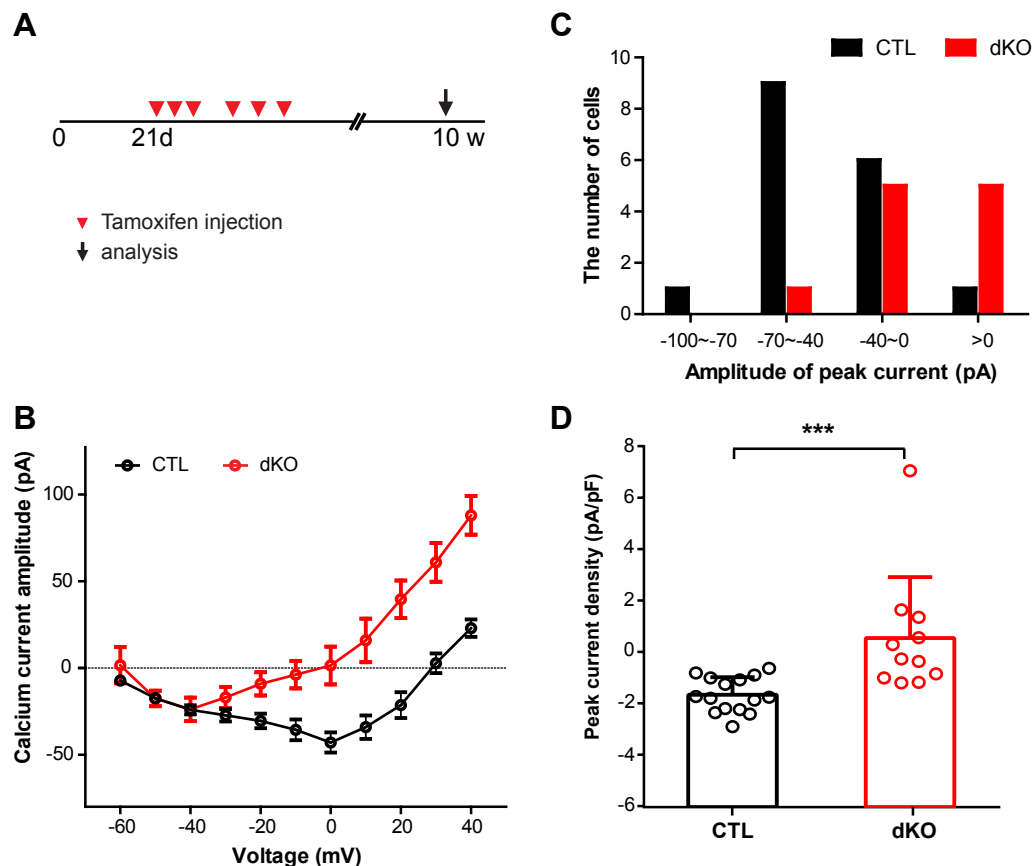 A
0
21d
10 w
Tamoxifen injection
analysis
C
CTL
dKO
The number of cells
10
8
6
4
2
0
-100~-70
-70~-40
-40~0
>0
Amplitude of peak current (pA)
B
CTL
dKO
Calcium current amplitude (pA)
100
50
0
-50
-60
-40
-20
0
20
40
Voltage (mV)
D
***
Peak current density (pA/pF)
8
6
4
2
0
-2
-4
-6
CTL
dKO